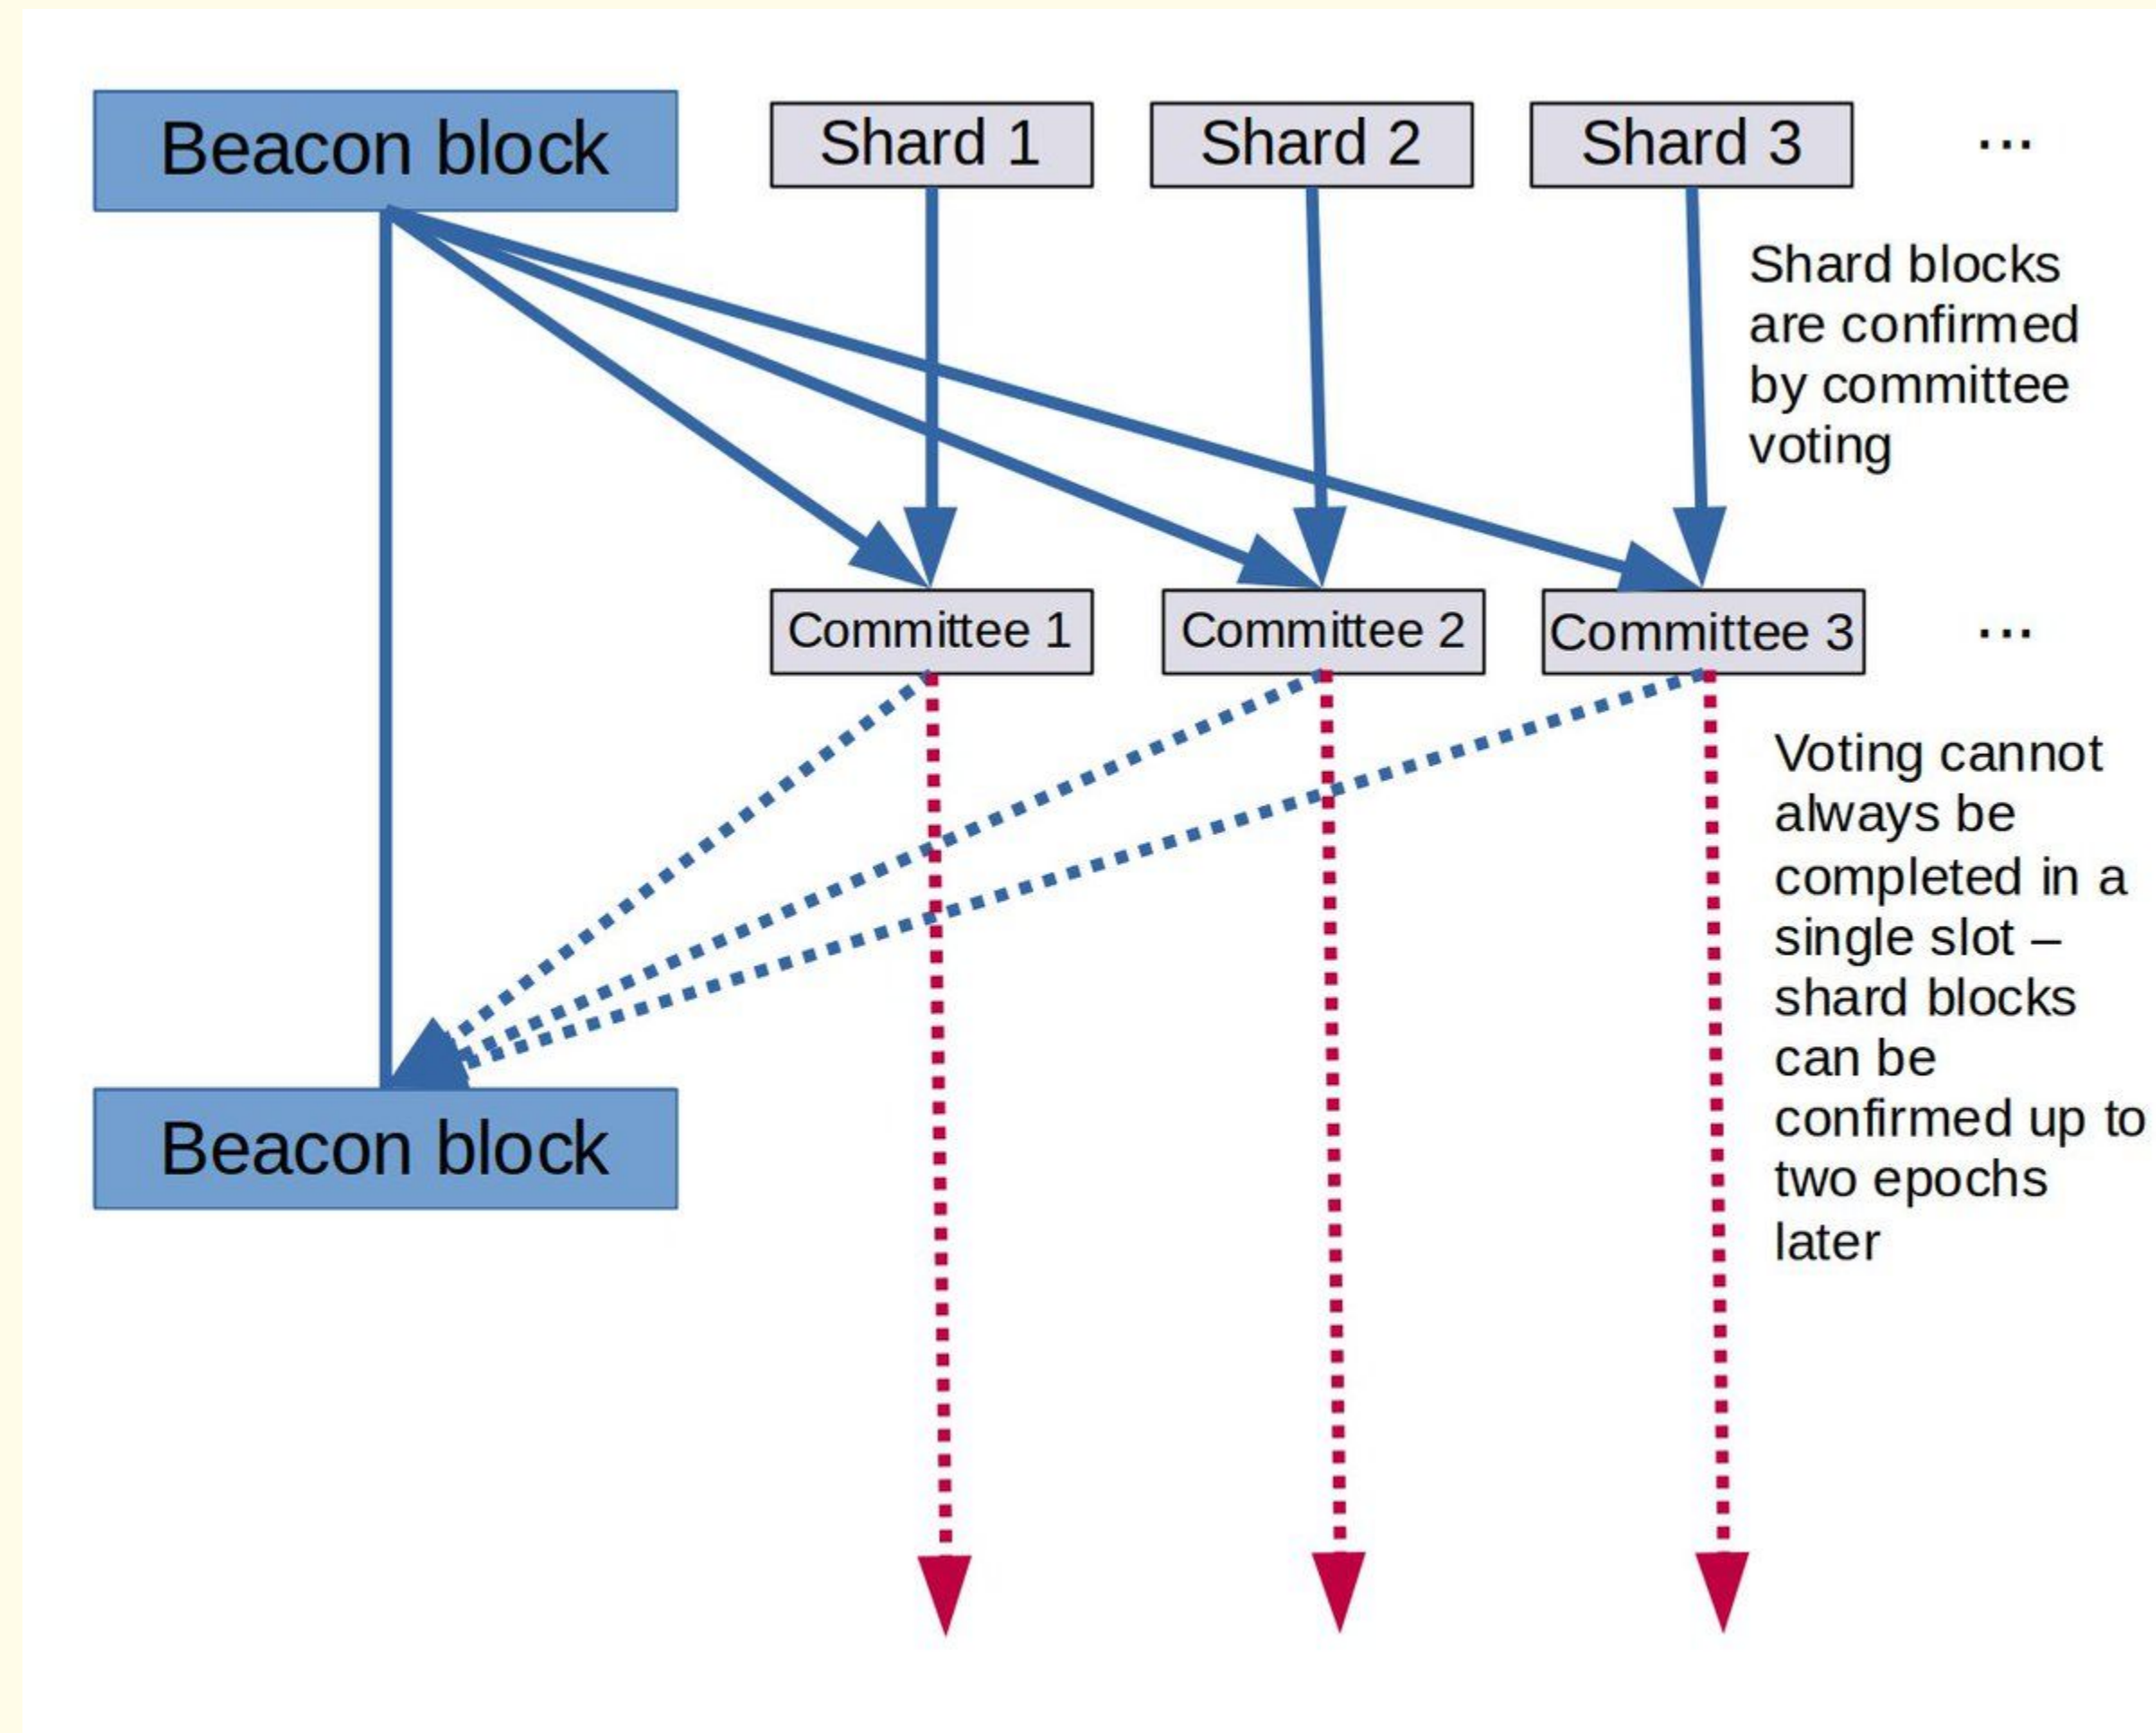 Beacon block
Shard 1
Shard 2
Shard 3
...
Shard blocks
are confirmed
by committee
voting
Committee 1
Committee 2
Committee 3
...
Voting cannot
always be
completed in a
single slot –
shard blocks
can be
confirmed up to
two epochs
later
Beacon block